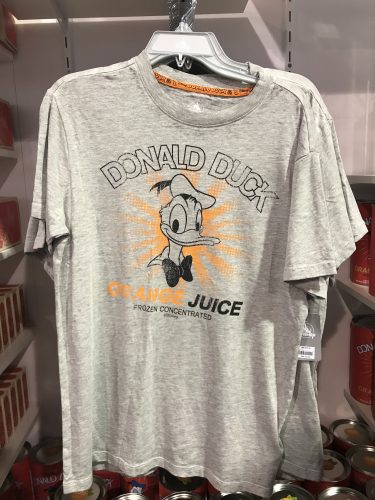 DONALD DUCK
ORANGE JUICE
FROZEN CONCENTRATED